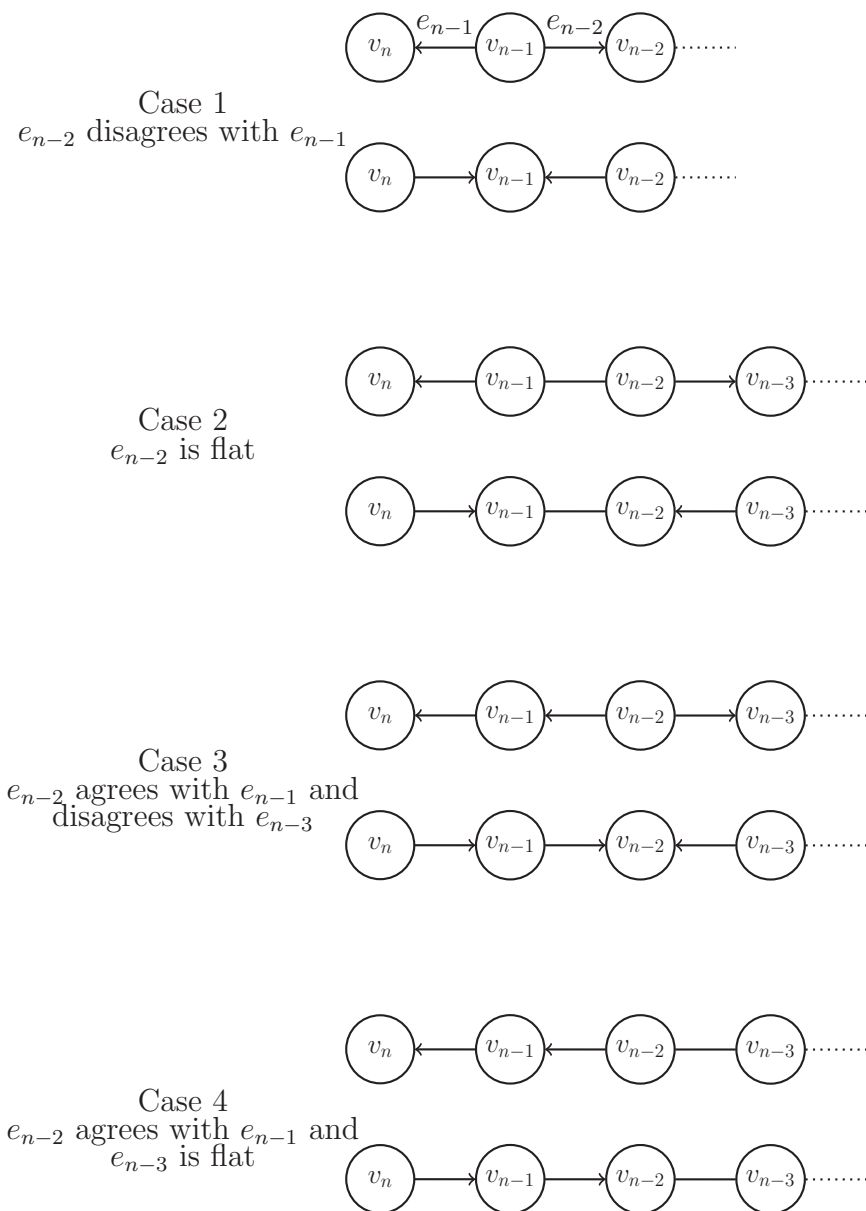 e_{n−1} e_{n−2}
v_n v_{n−1} v_{n−2}
Case 1
e_{n−2} disagrees with e_{n−1}
v_n v_{n−1} v_{n−2}
v_n v_{n−1} v_{n−2} v_{n−3}
Case 2
e_{n−2} is flat
v_n v_{n−1} v_{n−2} v_{n−3}
v_n v_{n−1} v_{n−2} v_{n−3}
Case 3
e_{n−2} agrees with e_{n−1} and
disagrees with e_{n−3}
v_n v_{n−1} v_{n−2} v_{n−3}
v_n v_{n−1} v_{n−2} v_{n−3}
Case 4
e_{n−2} agrees with e_{n−1} and
e_{n−3} is flat
v_n v_{n−1} v_{n−2} v_{n−3}